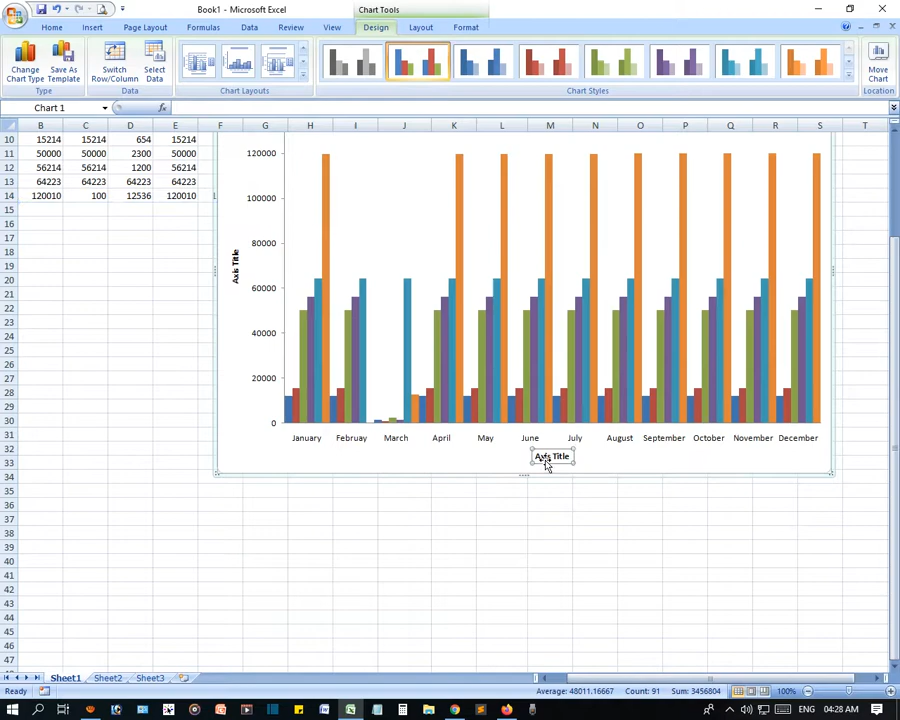 Book1 - Microsoft Excel
Chart Tools
Home Insert Page Layout Formulas Data Review View Design Layout Format
Change Chart Type
Save As Template
Switch Row/Column
Select Data
Move Chart
Type Data Chart Layouts Chart Styles Location
Chart 1
fx
B C D E F G H I J K L M N O P Q R S T
10 15214 15214 654 15214
11 50000 50000 2300 50000
12 56214 56214 1200 56214
13 64223 64223 64223 64223
14 120010 100 12536 120010
15
16
17
18
19
20
21
22
23
24
25
26
27
28
29
30
31
32
33
34
35
36
37
38
39
40
41
42
43
44
45
46
47
120000
100000
80000
60000
40000
20000
0
Axis Title
January Februay March April May June July August September October November December
Axis Title
Sheet1 Sheet2 Sheet3
Ready Average: 48011.16667 Count: 91 Sum: 3456804 100%
04:28 AM